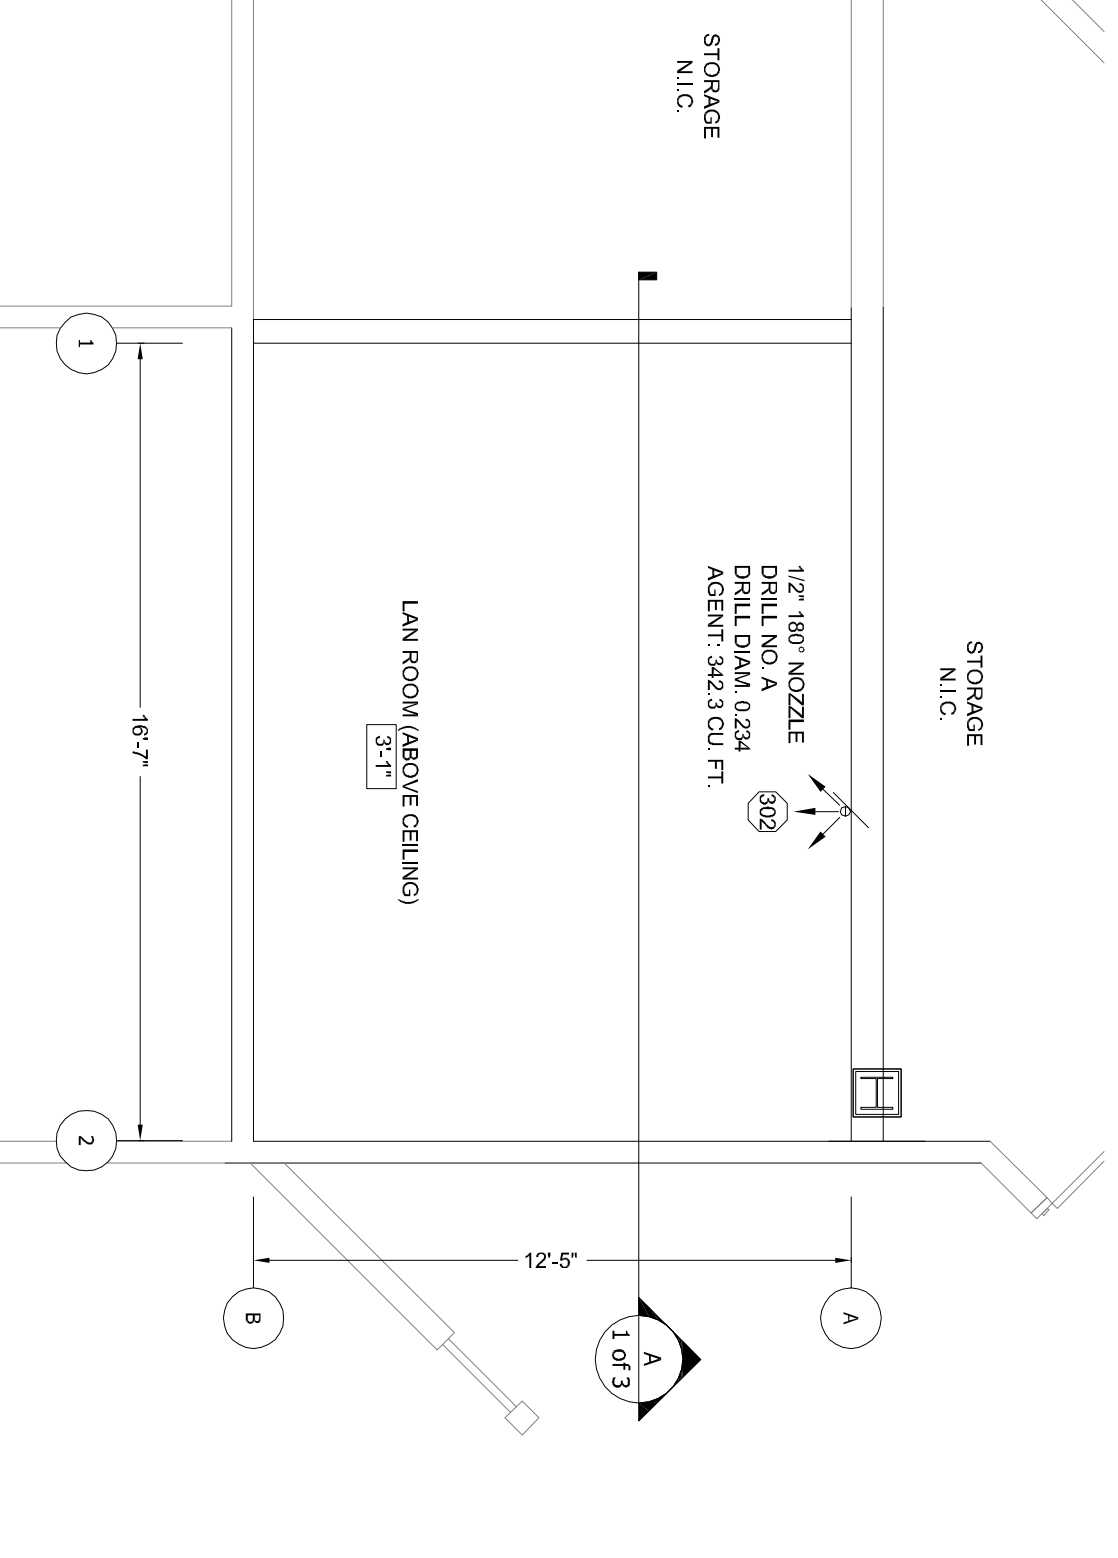 STORAGE
N.I.C.
STORAGE
N.I.C.
1/2" 180° NOZZLE
DRILL NO. A
DRILL DIAM. 0.234
AGENT: 342.3 CU. FT.
302
LAN ROOM (ABOVE CEILING)
3'-1"
1
16'-7"
2
A
12'-5"
B
A
1 of 3